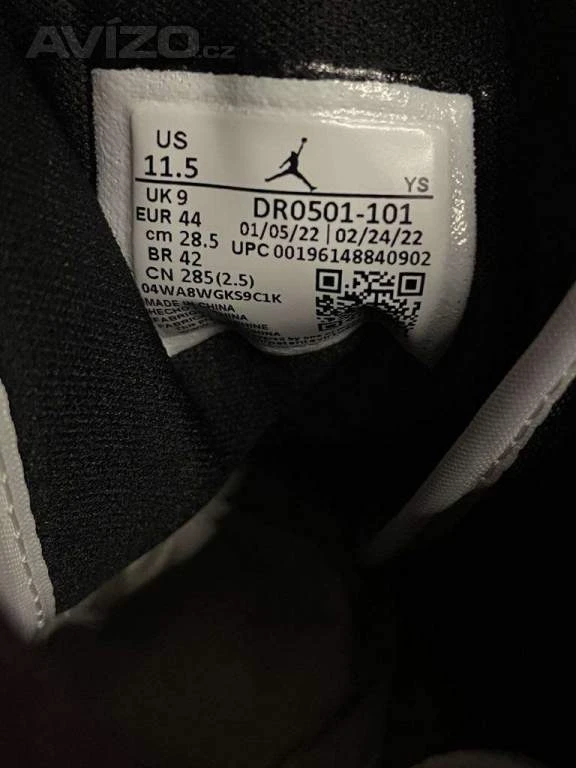 AVÍZO.cz
US
11.5
YS
UK 9
EUR 44
cm 28.5
BR 42
CN 285(2.5)
DR0501-101
01/05/22 | 02/24/22
UPC 00196148840902
04WA8WGKS9C1K
MADE IN CHINA